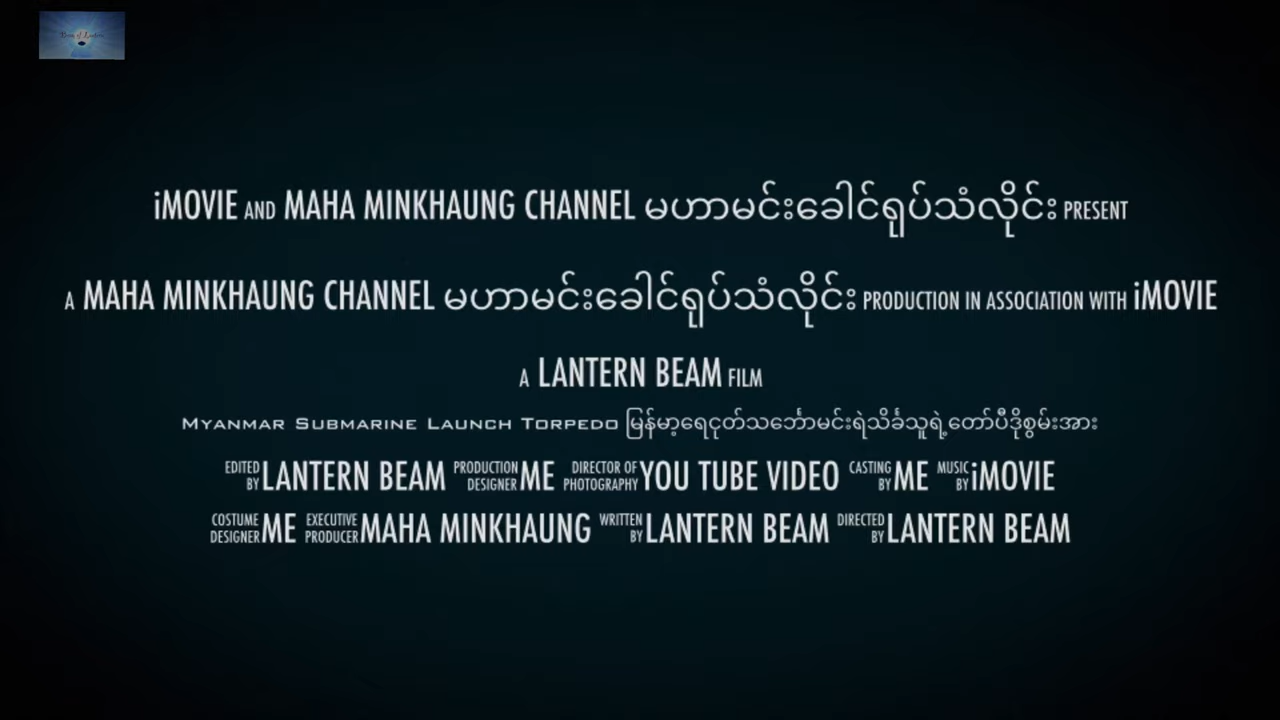 iMOVIE AND MAHA MINKHAUNG CHANNEL မဟာမင်းခေါင်ရုပ်သံလိုင်း PRESENT
A MAHA MINKHAUNG CHANNEL မဟာမင်းခေါင်ရုပ်သံလိုင်း PRODUCTION IN ASSOCIATION WITH iMOVIE
A LANTERN BEAM FILM
MYANMAR SUBMARINE LAUNCH TORPEDO မြန်မာ့ရေငုတ်သင်္ဘောမင်းရဲသိင်္ခသူရဲ့တော်ပီဒိုစွမ်းအား
EDITED BY LANTERN BEAM PRODUCTION DESIGNER ME DIRECTOR OF PHOTOGRAPHY YOU TUBE VIDEO CASTING BY ME MUSIC BY iMOVIE
COSTUME DESIGNER ME EXECUTIVE PRODUCER MAHA MINKHAUNG WRITTEN BY LANTERN BEAM DIRECTED BY LANTERN BEAM